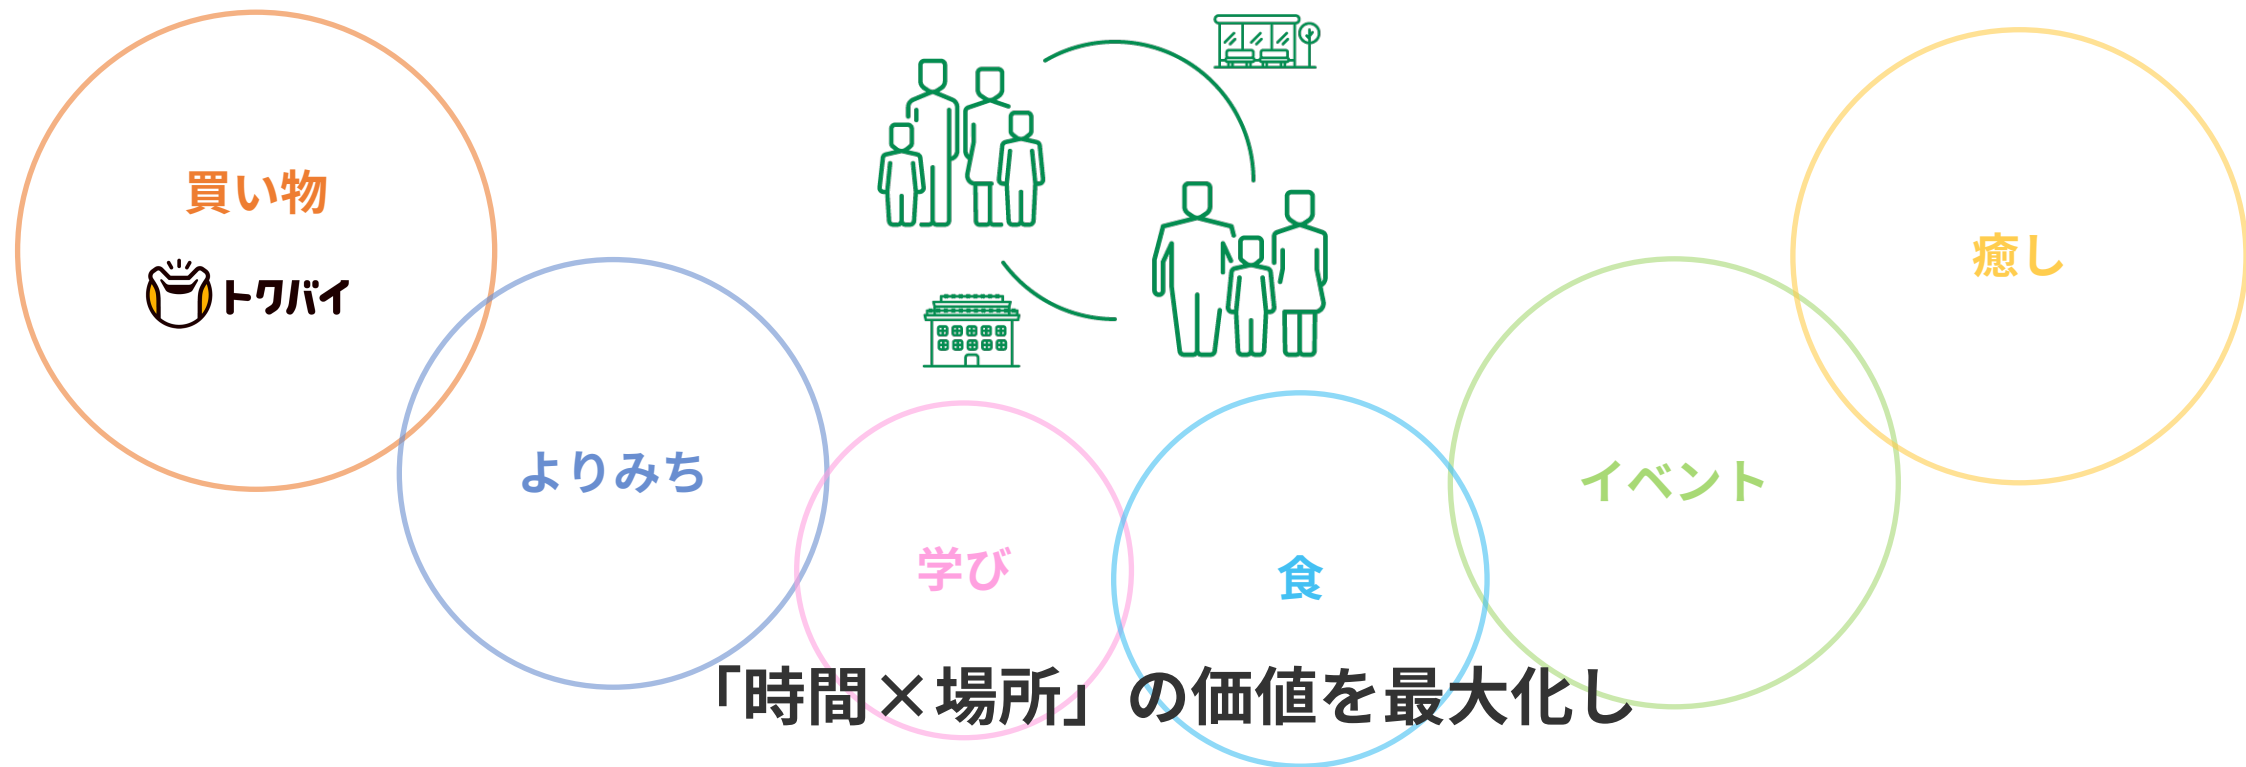 買い物
トクバイ
よりみち
学び
食
イベント
癒し
「時間×場所」の価値を最大化し